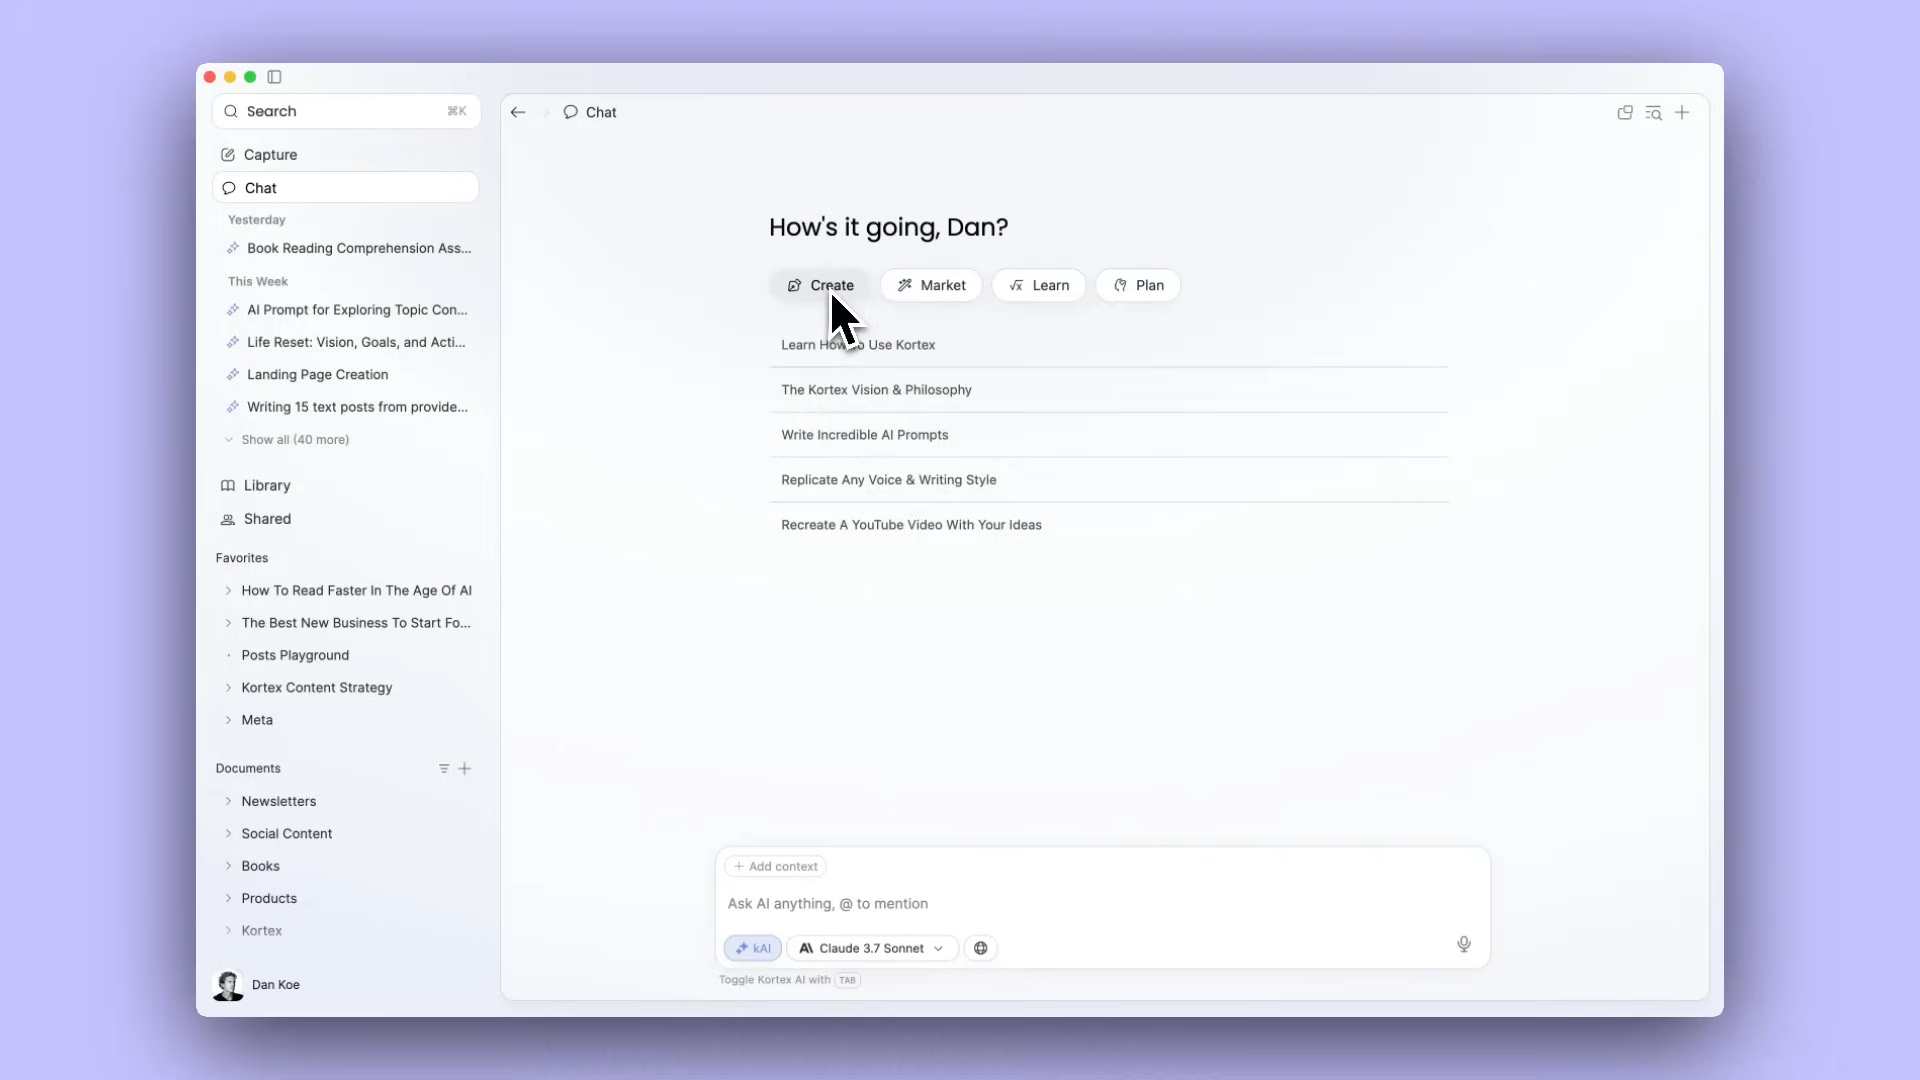 Search ⌘K
Capture
Chat
Yesterday
Book Reading Comprehension Ass...
This Week
AI Prompt for Exploring Topic Con...
Life Reset: Vision, Goals, and Acti...
Landing Page Creation
Writing 15 text posts from provide...
Show all (40 more)
Library
Shared
Favorites
How To Read Faster In The Age Of AI
The Best New Business To Start Fo...
Posts Playground
Kortex Content Strategy
Meta
Documents
Newsletters
Social Content
Books
Products
Kortex
Dan Koe
Chat
How's it going, Dan?
Create
Market
Learn
Plan
Learn How To Use Kortex
The Kortex Vision & Philosophy
Write Incredible AI Prompts
Replicate Any Voice & Writing Style
Recreate A YouTube Video With Your Ideas
+ Add context
Ask AI anything, @ to mention
kAI
Claude 3.7 Sonnet
Toggle Kortex AI with TAB